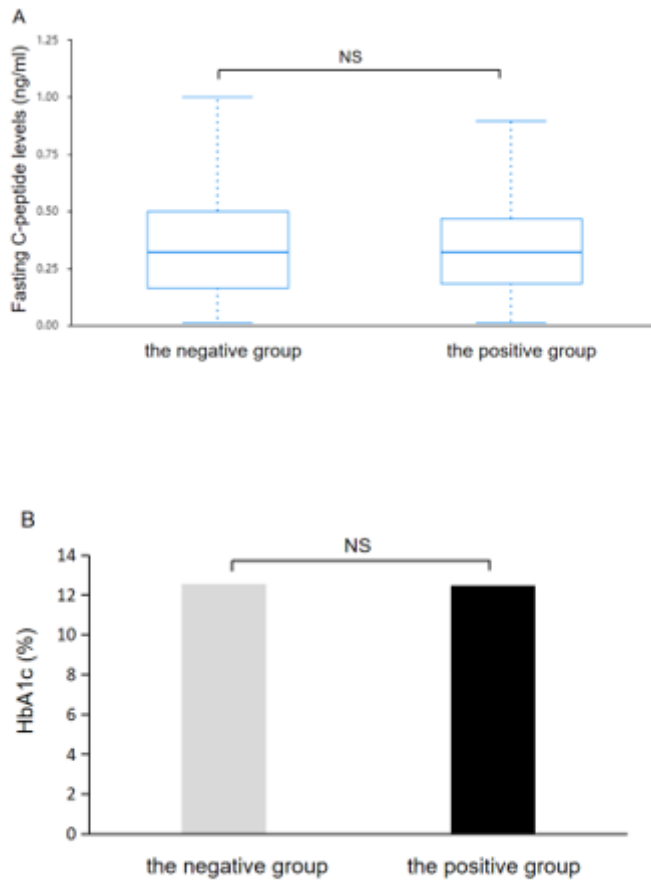 A
Fasting C-peptide levels (ng/ml)
1.25
1.00
0.75
0.50
0.25
0.00
NS
the negative group
the positive group
B
HbA1c (%)
14
12
10
8
6
4
2
0
NS
the negative group
the positive group